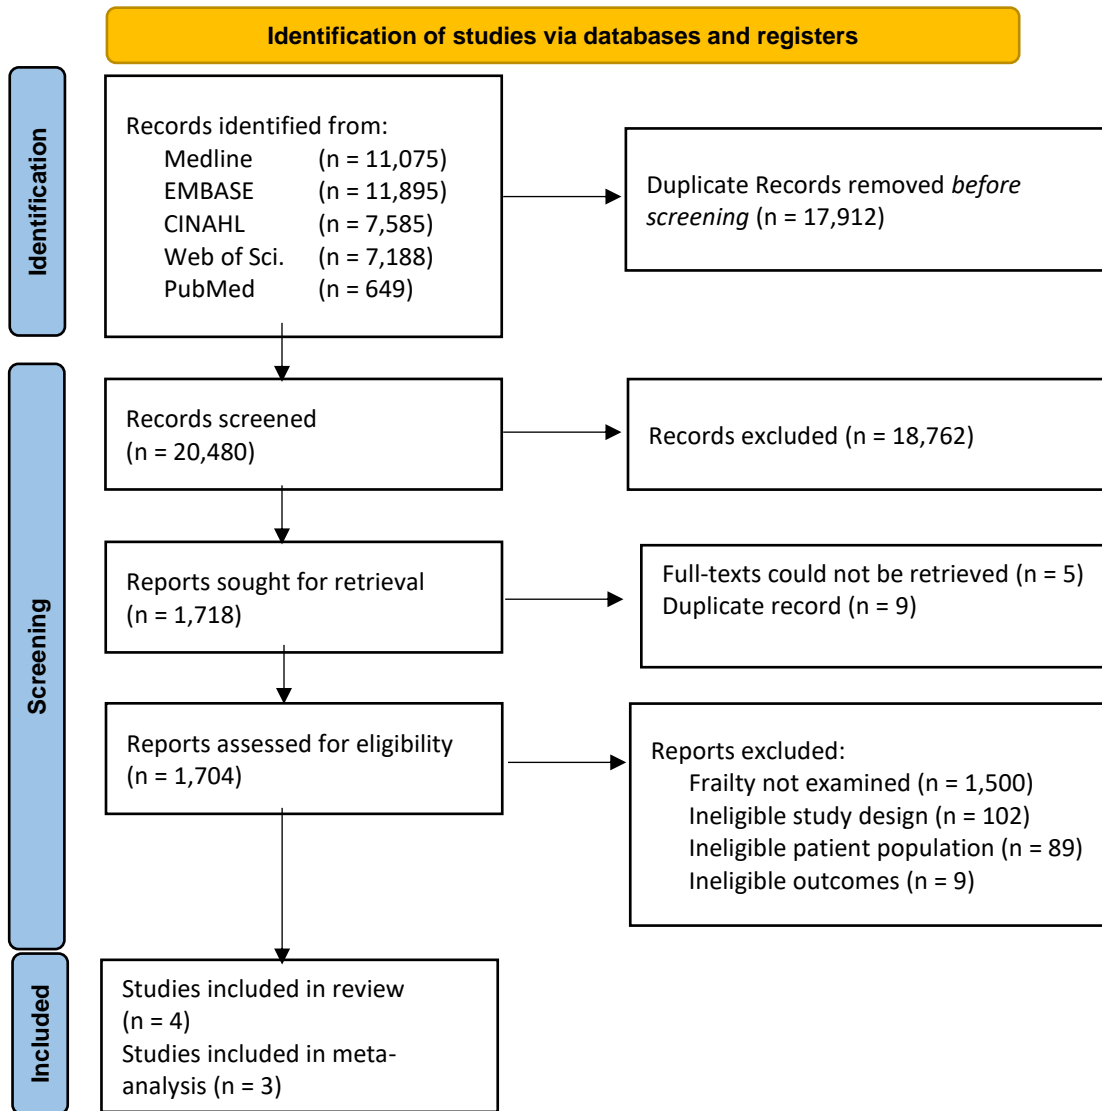 Identification of studies via databases and registers
Identification
Records identified from:
Medline (n = 11,075)
EMBASE (n = 11,895)
CINAHL (n = 7,585)
Web of Sci. (n = 7,188)
PubMed (n = 649)
Duplicate Records removed before
screening (n = 17,912)
Screening
Records screened
(n = 20,480)
Records excluded (n = 18,762)
Reports sought for retrieval
(n = 1,718)
Full-texts could not be retrieved (n = 5)
Duplicate record (n = 9)
Reports assessed for eligibility
(n = 1,704)
Reports excluded:
Frailty not examined (n = 1,500)
Ineligible study design (n = 102)
Ineligible patient population (n = 89)
Ineligible outcomes (n = 9)
Included
Studies included in review
(n = 4)
Studies included in meta-
analysis (n = 3)